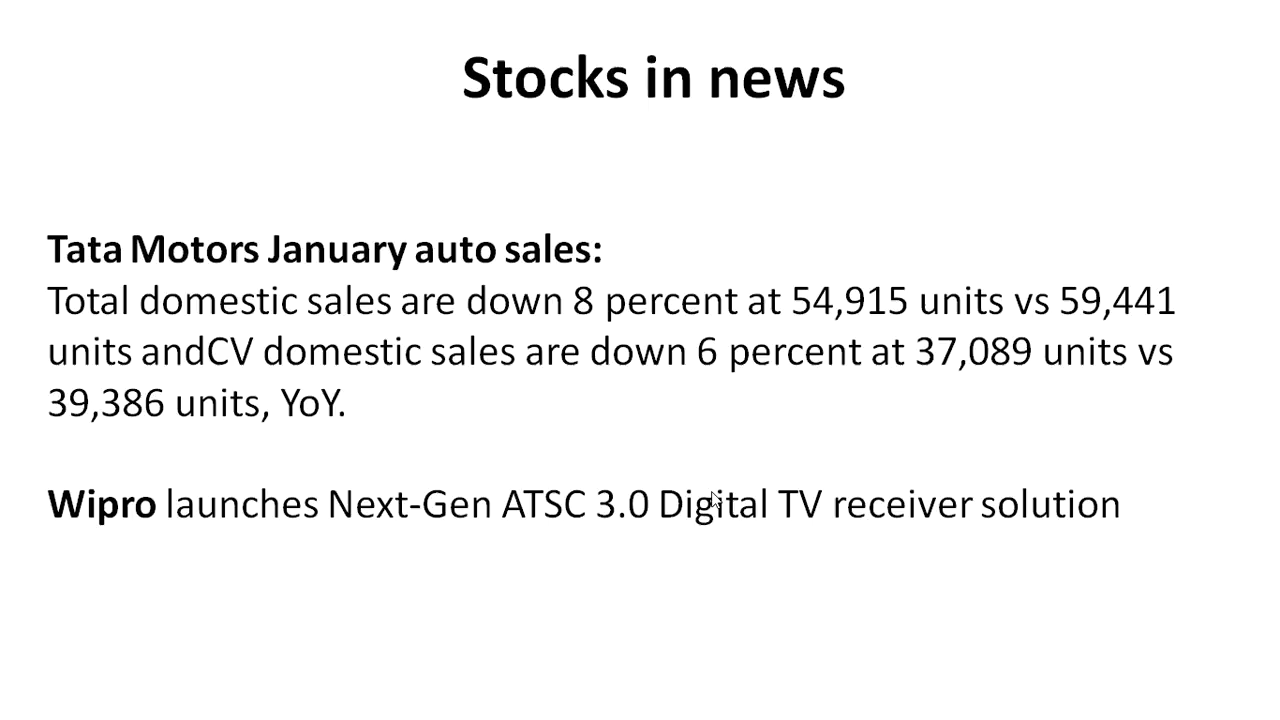 Stocks in news
Tata Motors January auto sales:
Total domestic sales are down 8 percent at 54,915 units vs 59,441
units andCV domestic sales are down 6 percent at 37,089 units vs
39,386 units, YoY.
Wipro launches Next-Gen ATSC 3.0 Digital TV receiver solution